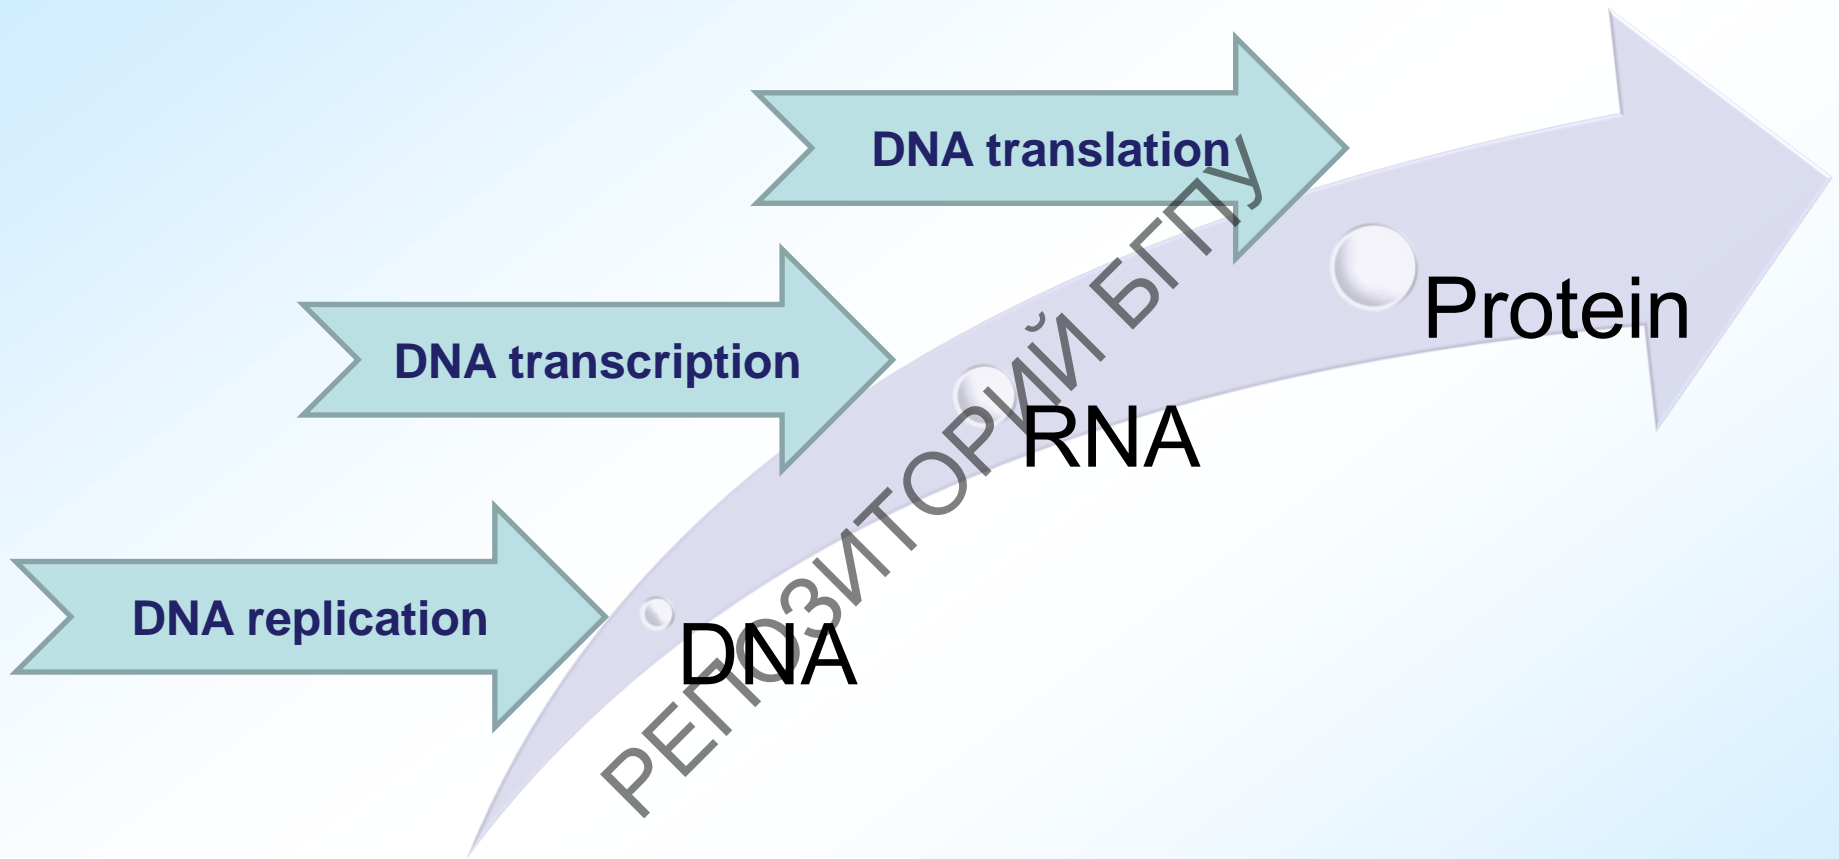 DNA translation
DNA transcription
DNA replication
Protein
RNA
DNA
РЕПОЗИТОРИЙ БГПУ